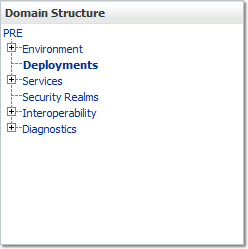 Domain Structure
PRE
Environment
Deployments
Services
Security Realms
Interoperability
Diagnostics